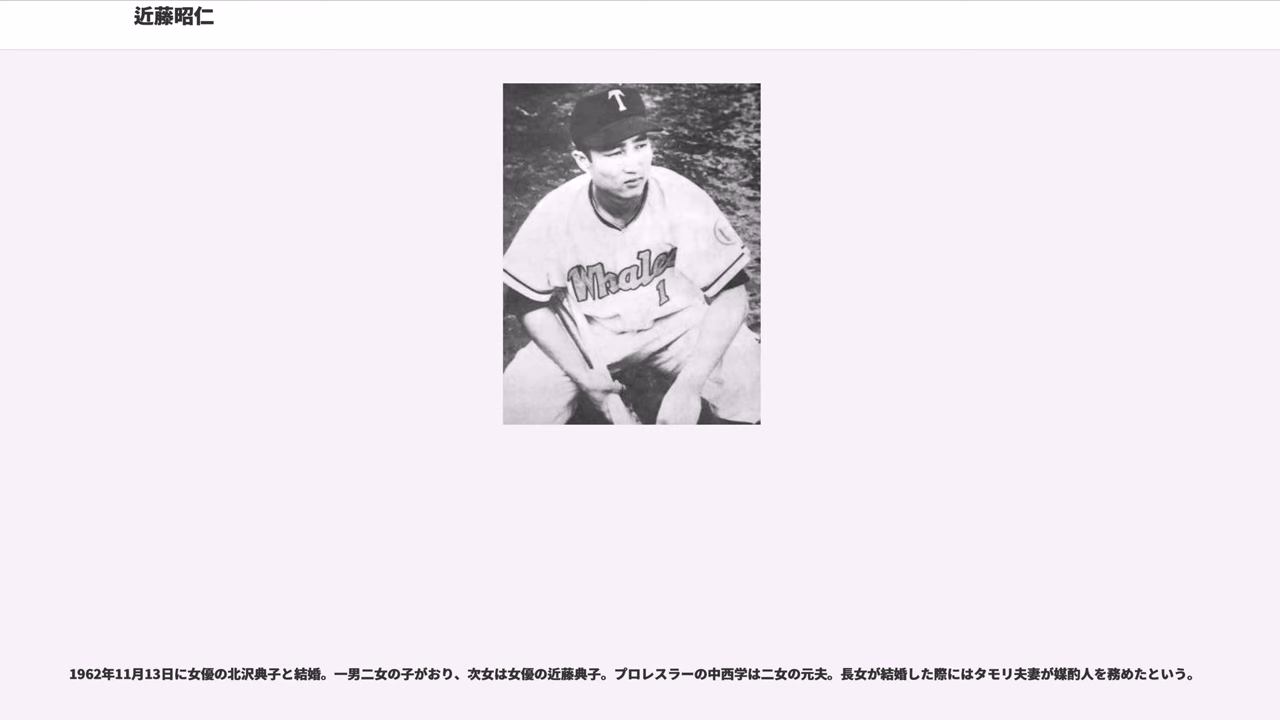 近藤昭仁
T
Whales
1
1962年11月13日に女優の北沢典子と結婚。一男二女の子がおり、次女は女優の近藤典子。プロレスラーの中西学は二女の元夫。長女が結婚した際にはタモリ夫妻が媒酌人を務めたという。